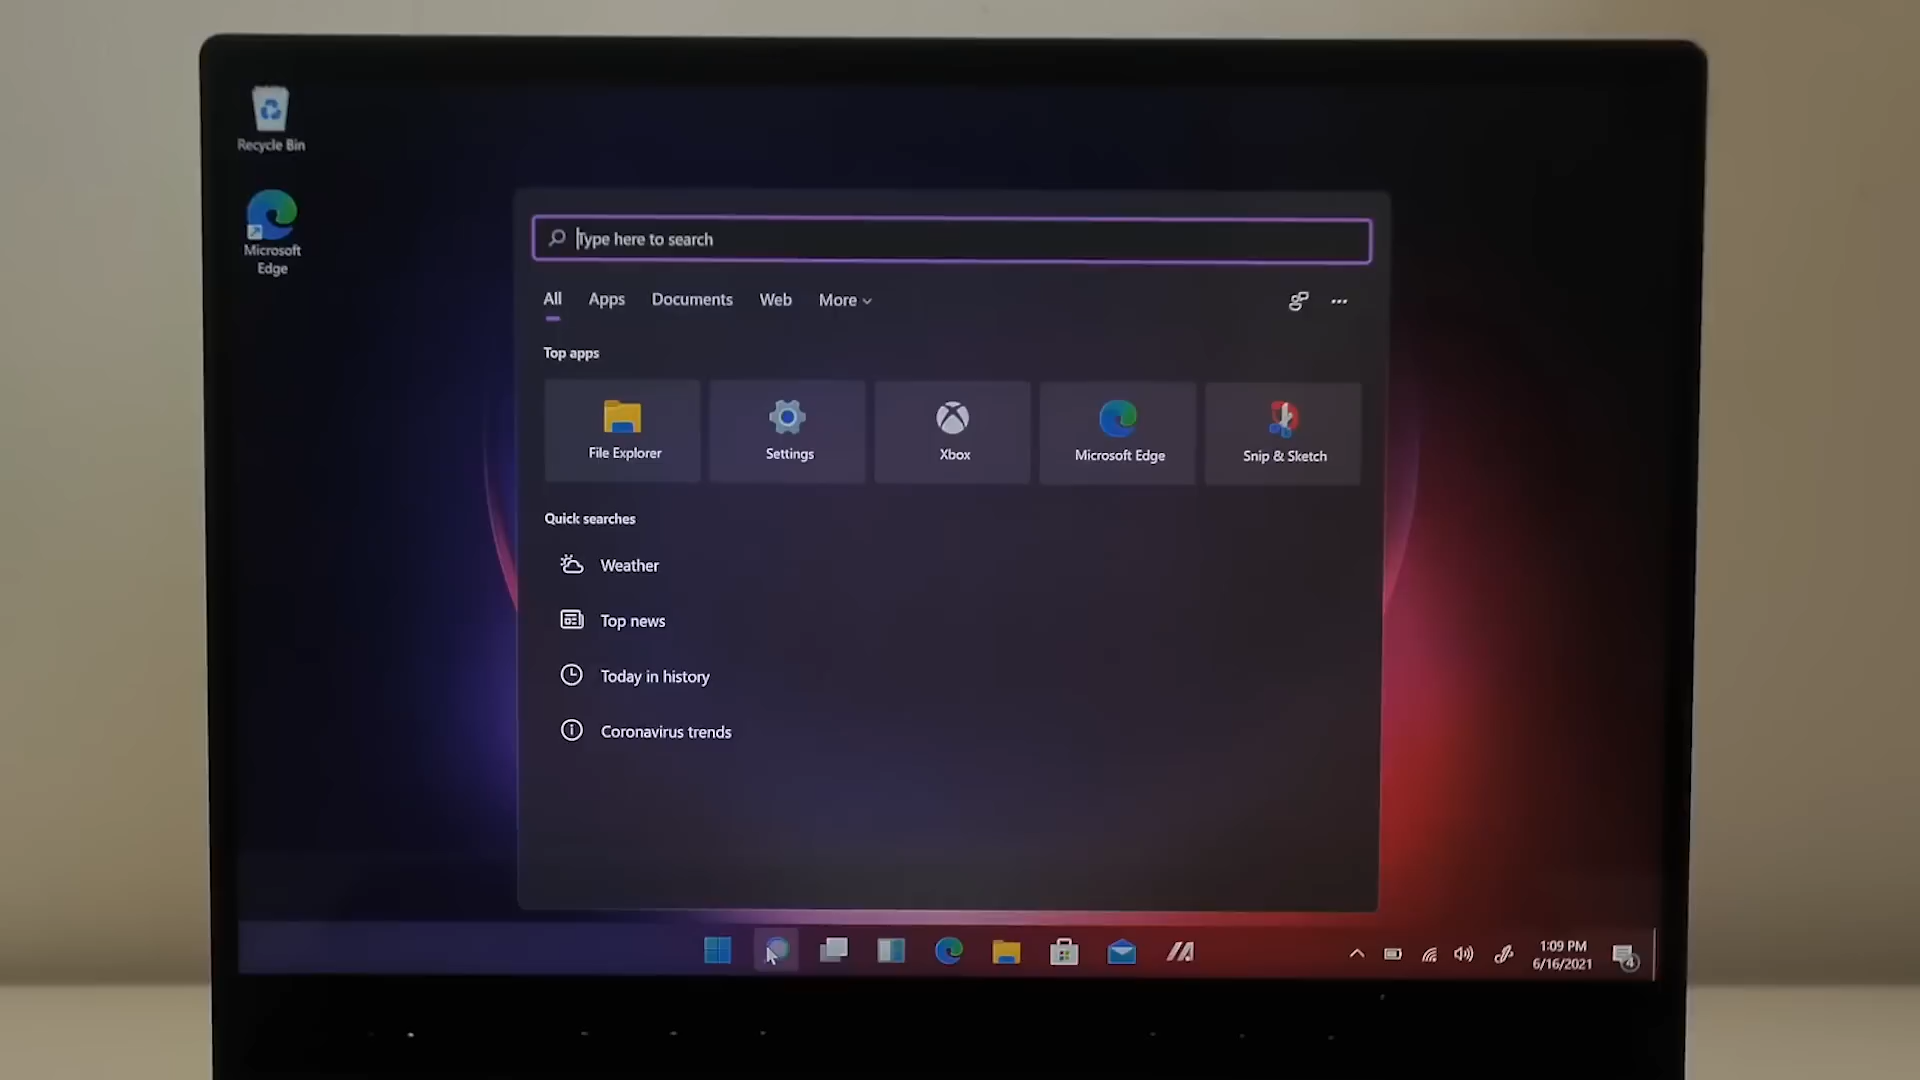 Recycle Bin
Microsoft
Edge
Type here to search
All Apps Documents Web More
Top apps
File Explorer Settings Xbox Microsoft Edge Snip & Sketch
Quick searches
Weather
Top news
Today in history
Coronavirus trends
1:09 PM
6/16/2021
4